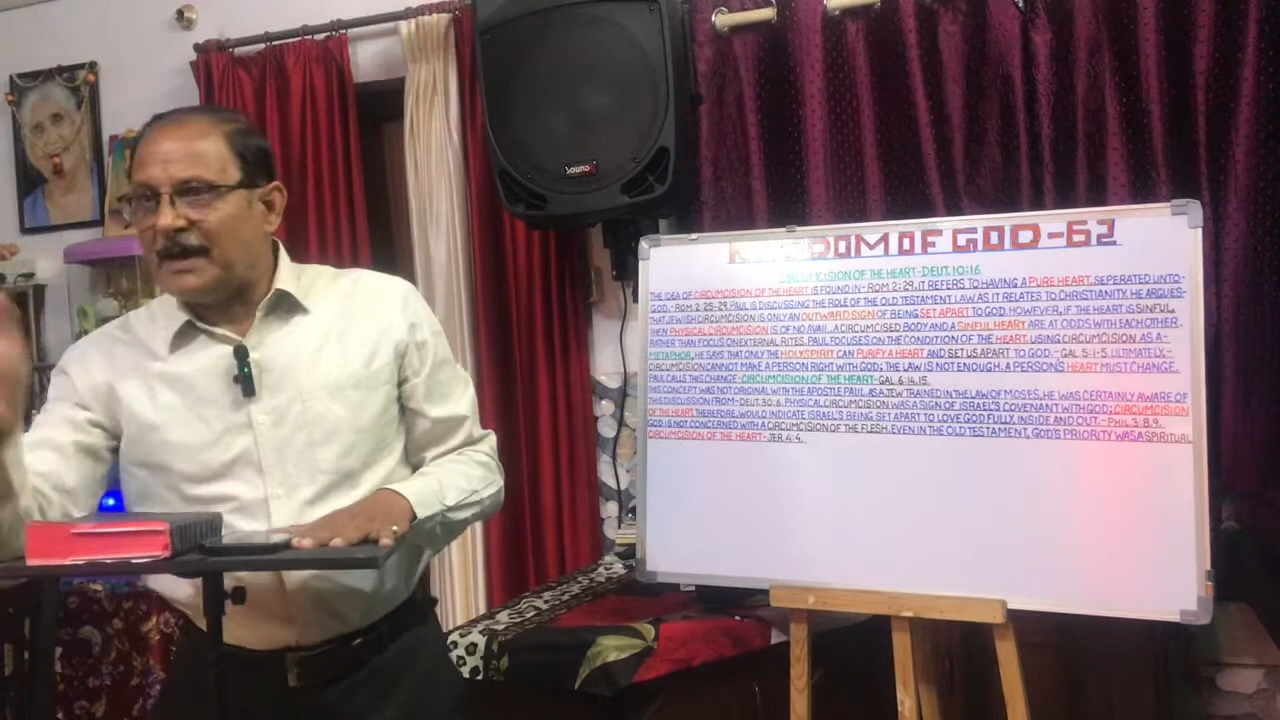 Sound
KINGDOM OF GOD-62
CIRCUMCISION OF THE HEART-DEUT.10:16
THE IDEA OF CIRCUMCISION OF THE HEART IS FOUND IN-ROM.2:29. IT REFERS TO HAVING A PURE HEART, SEPERATED UNTO-
GOD.-ROM.2:25-29. PAUL IS DISCUSSING THE ROLE OF THE OLD TESTAMENT LAW AS IT RELATES TO CHRISTIANITY. HE ARGUES-
THAT JEWISH CIRCUMCISION IS ONLY AN OUTWARD SIGN OF BEING SET APART TO GOD. HOWEVER, IF THE HEART IS SINFUL,
THEN PHYSICAL CIRCUMCISION IS OF NO AVAIL. A CIRCUMCISED BODY AND A SINFUL HEART ARE AT ODDS WITH EACH OTHER.
RATHER THAN FOCUS ON EXTERNAL RITES, PAUL FOCUSES ON THE CONDITION OF THE HEART. USING CIRCUMCISION AS A-
METAPHOR, HE SAYS THAT ONLY THE HOLY SPIRIT CAN PURIFY A HEART AND SET US APART TO GOD.-GAL.5:1-5. ULTIMATELY,-
CIRCUMCISION CANNOT MAKE A PERSON RIGHT WITH GOD; THE LAW IS NOT ENOUGH. A PERSON'S HEART MUST CHANGE.
PAUL CALLS THIS CHANGE-CIRCUMCISION OF THE HEART-GAL.6:14,15.
THIS CONCEPT WAS NOT ORIGINAL WITH THE APOSTLE PAUL. AS A JEW TRAINED IN THE LAW OF MOSES, HE WAS CERTAINLY AWARE OF
THIS DISCUSSION FROM-DEUT.30:6. PHYSICAL CIRCUMCISION WAS A SIGN OF ISRAEL'S COVENANT WITH GOD; CIRCUMCISION
OF THE HEART, THEREFORE, WOULD INDICATE ISRAEL'S BEING SET APART TO LOVE GOD FULLY, INSIDE AND OUT.-PHIL.3:8,9.
GOD IS NOT CONCERNED WITH A CIRCUMCISION OF THE FLESH. EVEN IN THE OLD TESTAMENT, GOD'S PRIORITY WAS A SPIRITUAL
CIRCUMCISION OF THE HEART-JER.4:4.